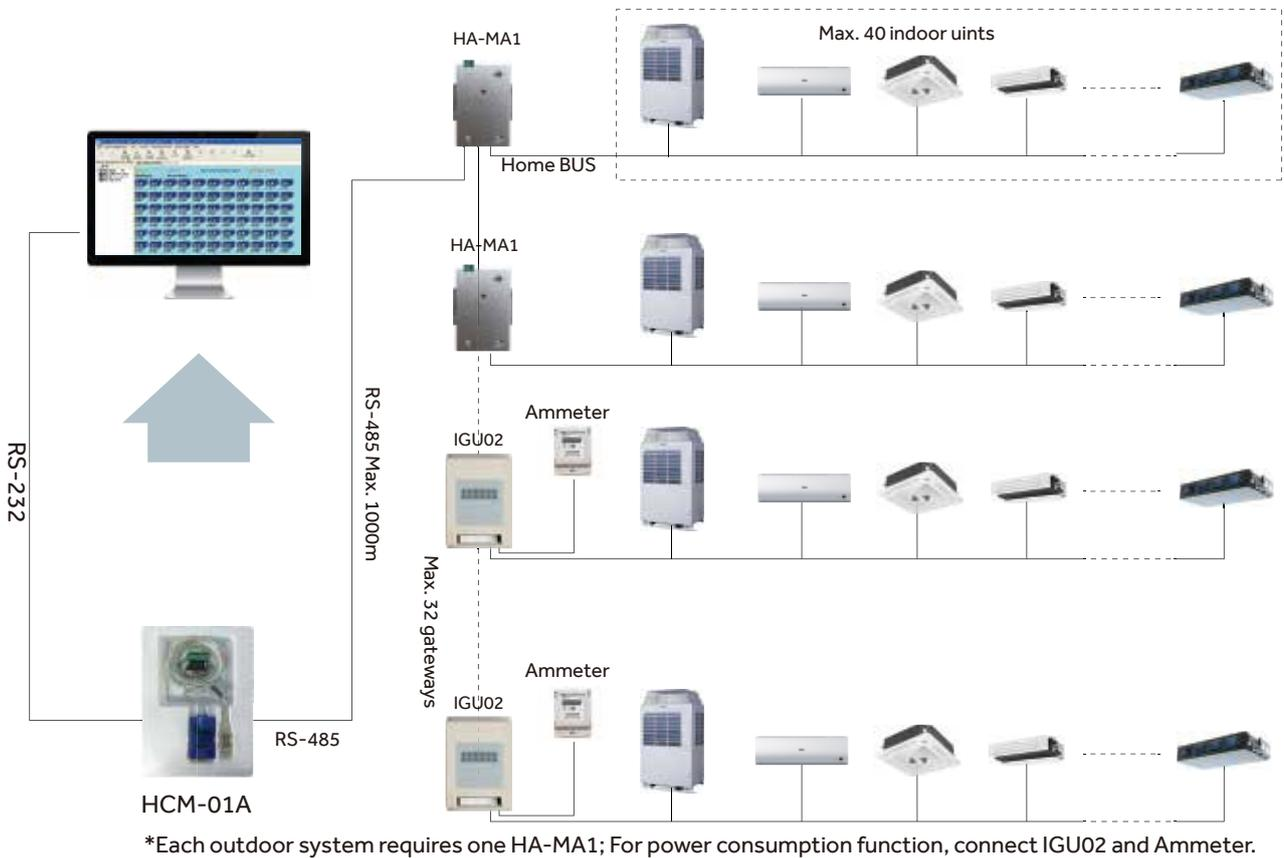 HA-MA1
Max. 40 indoor uints
Home BUS
HA-MA1
RS-232
RS-485 Max. 1000m
IGU02
Ammeter
Max. 32 gateways
IGU02
Ammeter
RS-485
HCM-01A
*Each outdoor system requires one HA-MA1; For power consumption function, connect IGU02 and Ammeter.